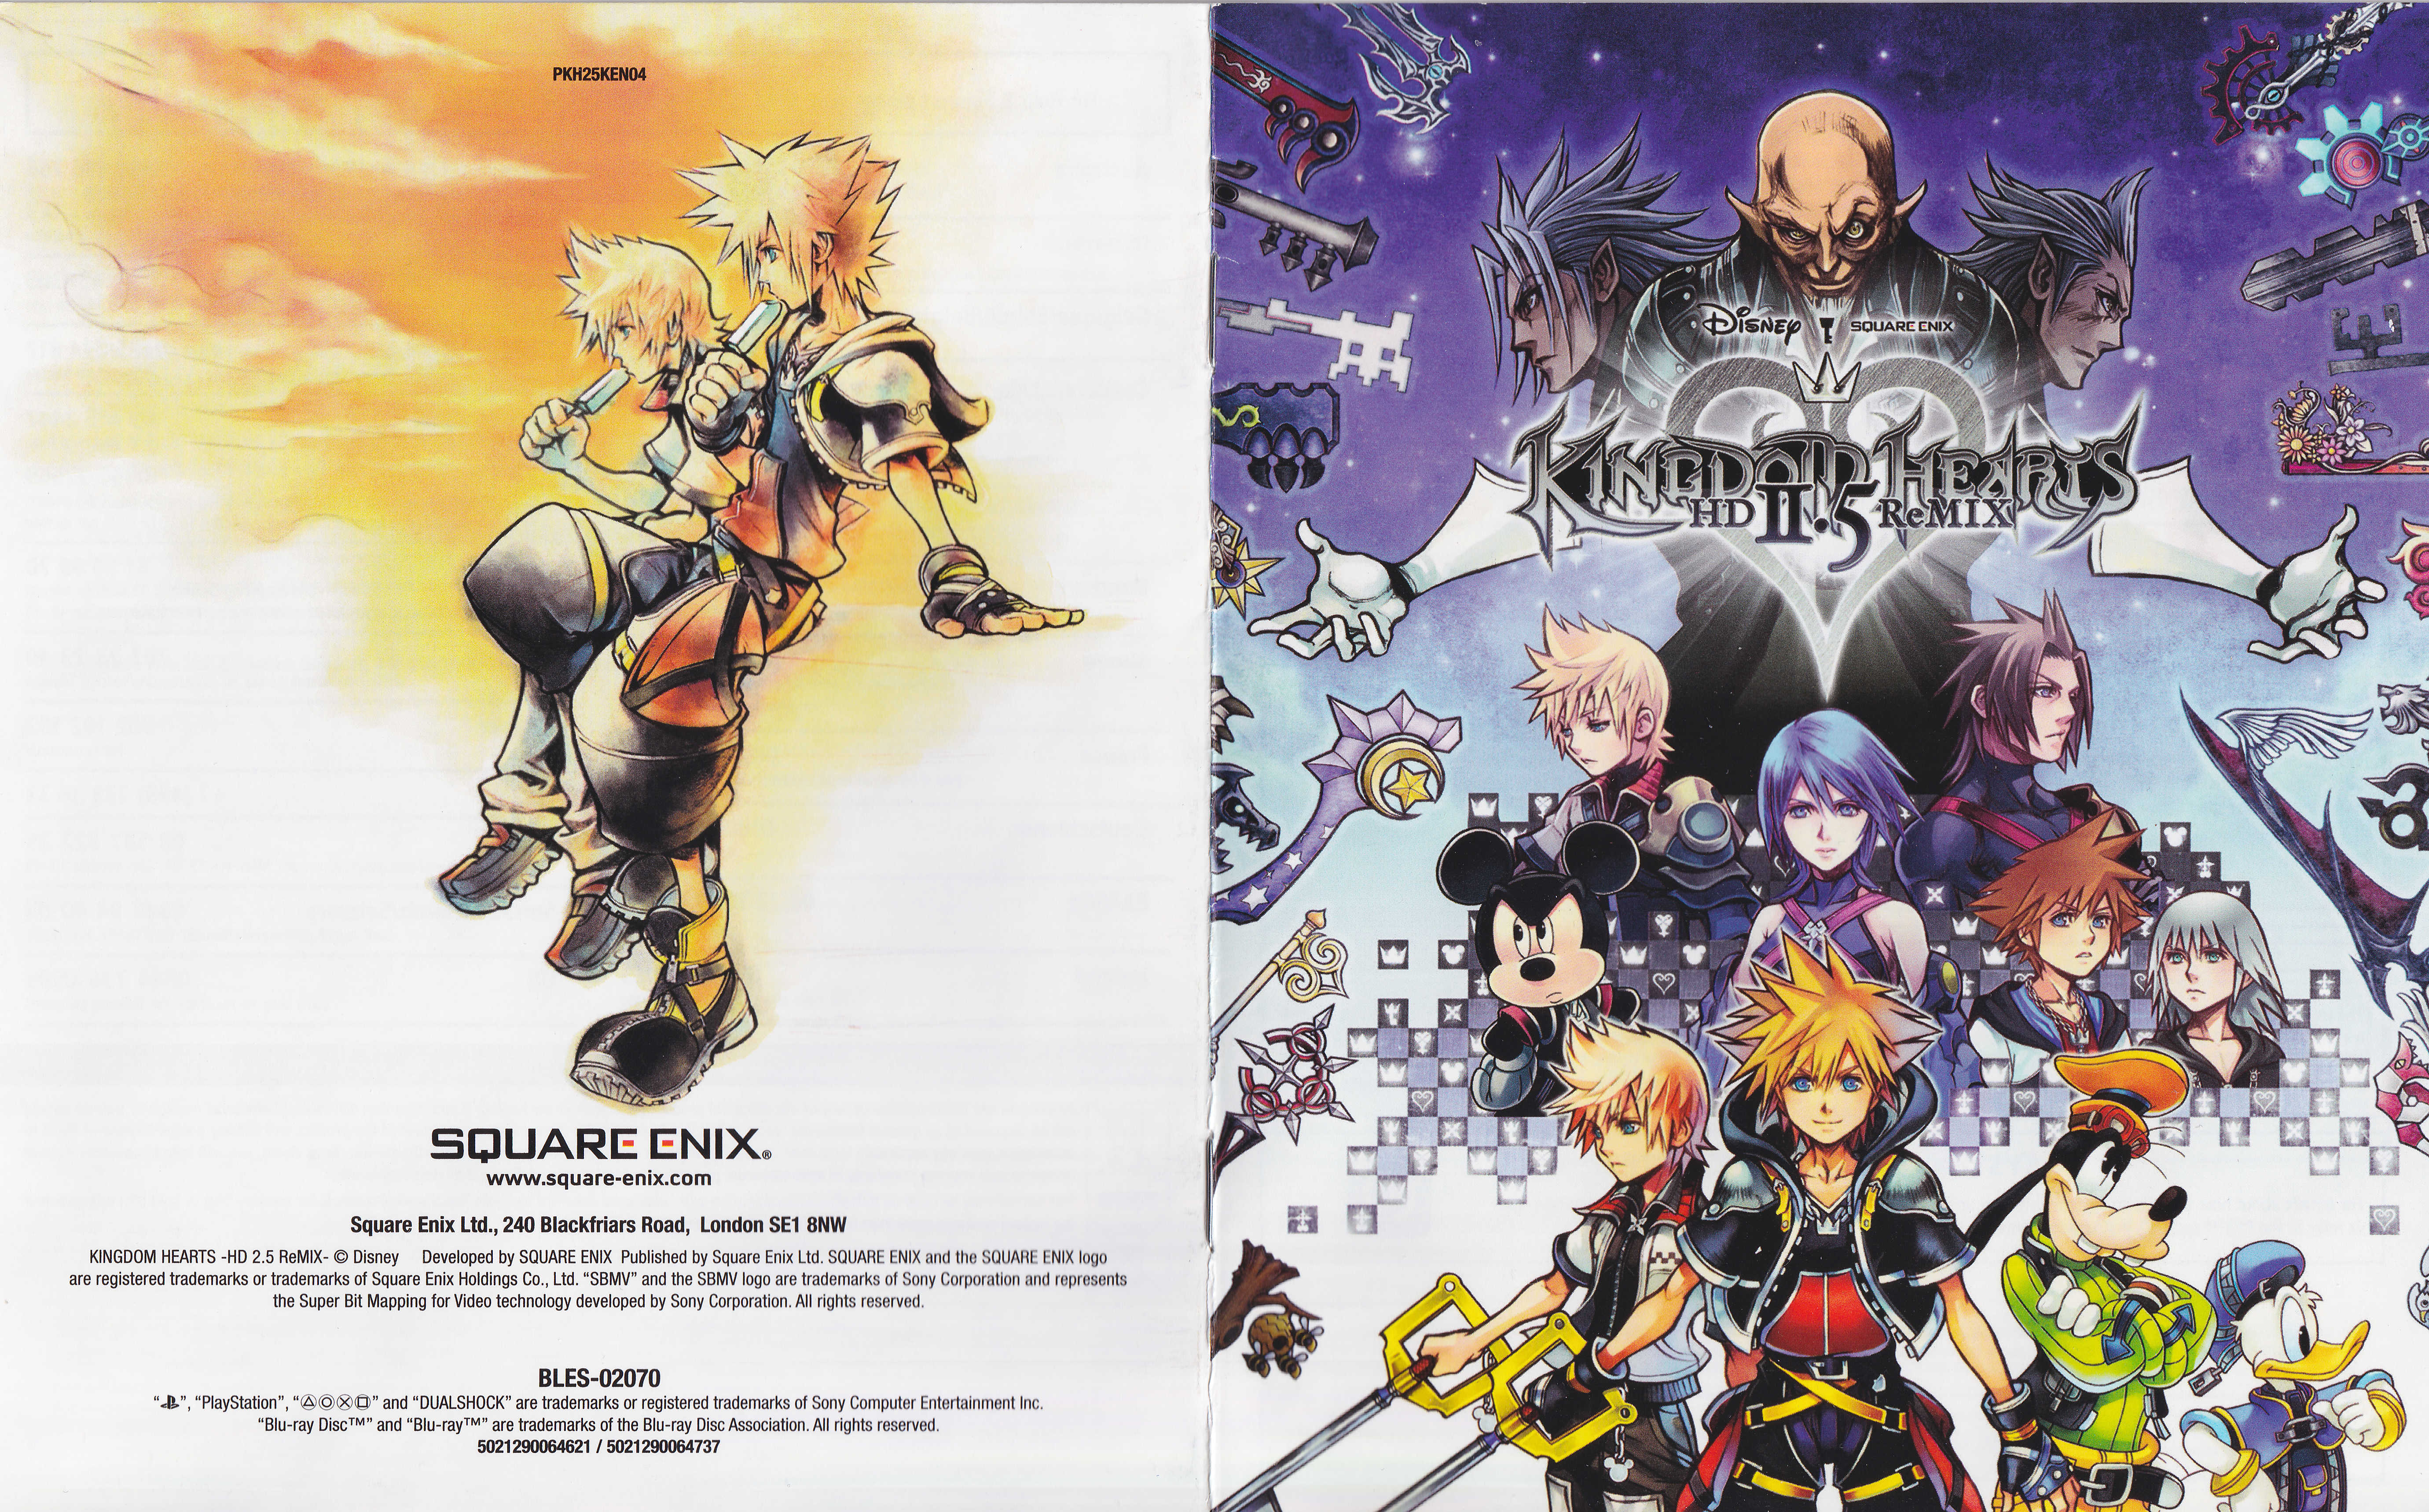 PKH25KEN04
SQUARE ENIX®
www.square-enix.com
Square Enix Ltd., 240 Blackfriars Road, London SE1 8NW
KINGDOM HEARTS -HD 2.5 ReMIX- © Disney Developed by SQUARE ENIX Published by Square Enix Ltd. SQUARE ENIX and the SQUARE ENIX logo
are registered trademarks or trademarks of Square Enix Holdings Co., Ltd. “SBMV” and the SBMV logo are trademarks of Sony Corporation and represents
the Super Bit Mapping for Video technology developed by Sony Corporation. All rights reserved.
BLES-02070
“ ”, “PlayStation”, “△○✕□” and “DUALSHOCK” are trademarks or registered trademarks of Sony Computer Entertainment Inc.
“Blu-ray Disc™” and “Blu-ray™” are trademarks of the Blu-ray Disc Association. All rights reserved.
5021290064621 / 5021290064737
Disney SQUARE ENIX
KINGDOM HEARTS
HD II.5 ReMIX